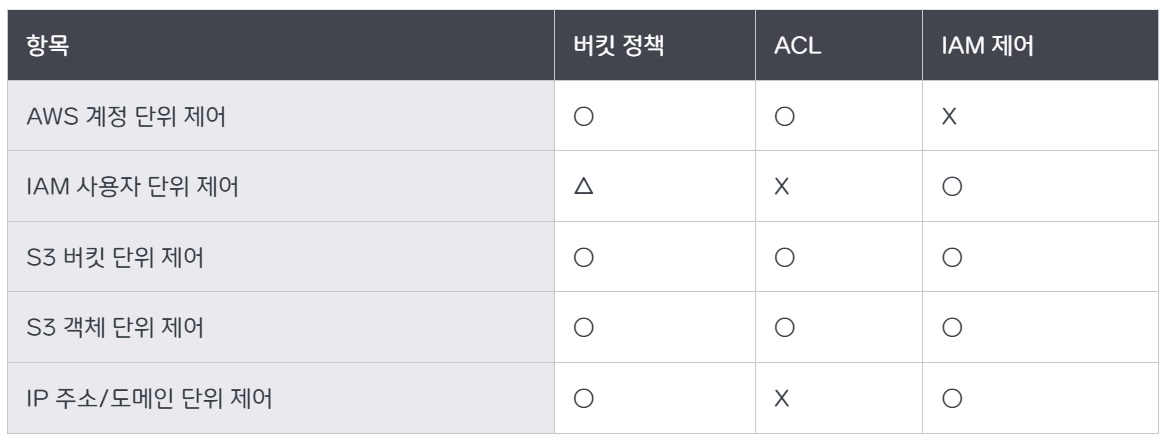 항목 버킷 정책 ACL IAM 제어
AWS 계정 단위 제어 ○ ○ X
IAM 사용자 단위 제어 △ X ○
S3 버킷 단위 제어 ○ ○ ○
S3 객체 단위 제어 ○ ○ ○
IP 주소/도메인 단위 제어 ○ X ○